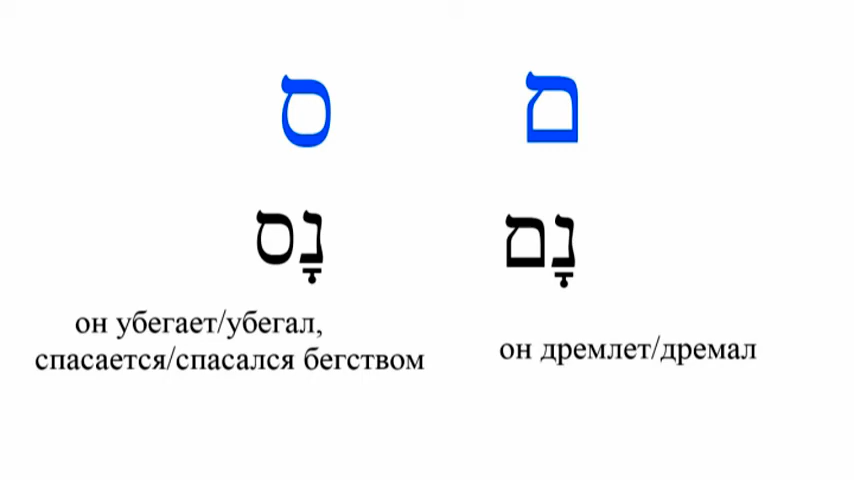 ס
ם
נָס
נָם
он убегает/убегал,
спасается/спасался бегством
он дремлет/дремал